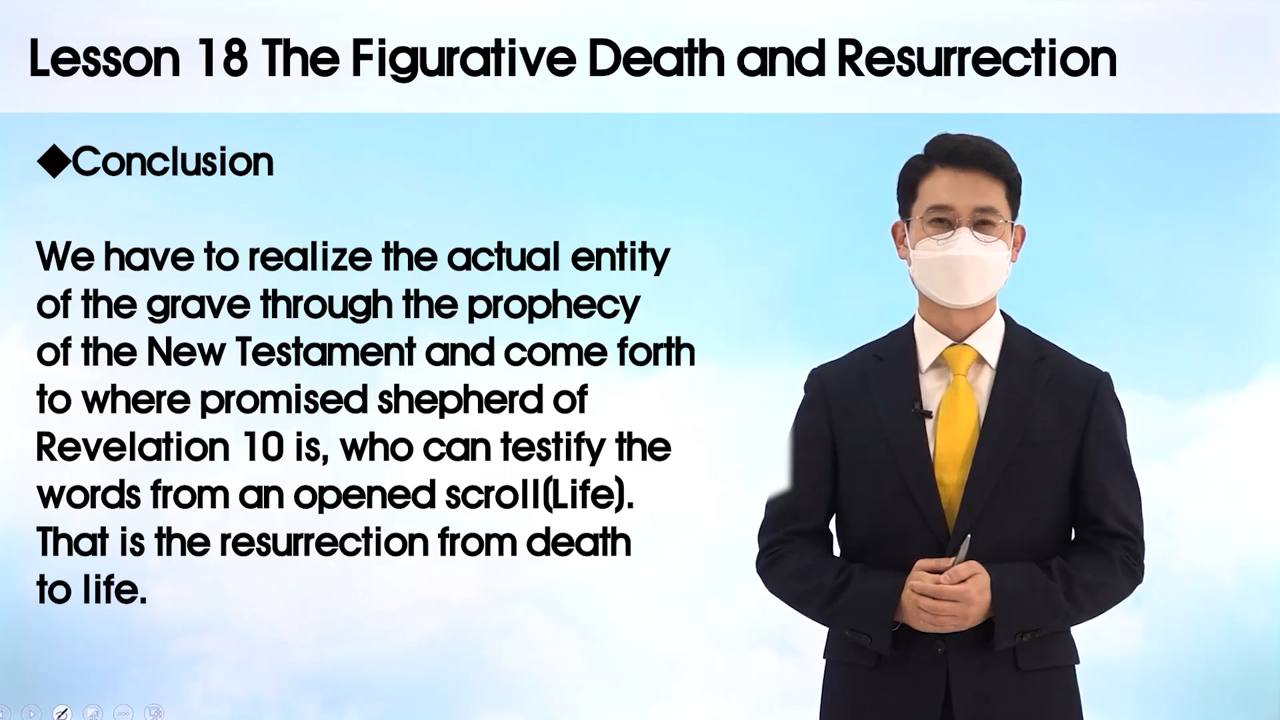 Lesson 18 The Figurative Death and Resurrection
◆Conclusion
We have to realize the actual entity
of the grave through the prophecy
of the New Testament and come forth
to where promised shepherd of
Revelation 10 is, who can testify the
words from an opened scroll(Life).
That is the resurrection from death
to life.